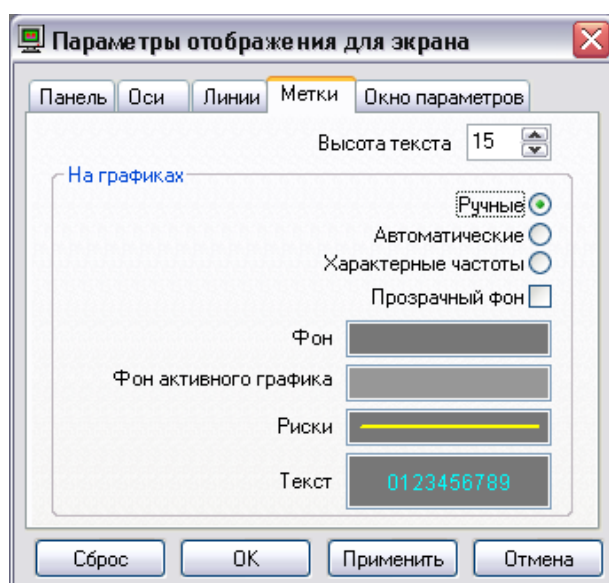 Параметры отображения для экрана
Панель Оси Линии Метки Окно параметров
Высота текста 15
На графиках
Ручные
Автоматические
Характерные частоты
Прозрачный фон
Фон
Фон активного графика
Риски
Текст 0123456789
Сброс OK Применить Отмена